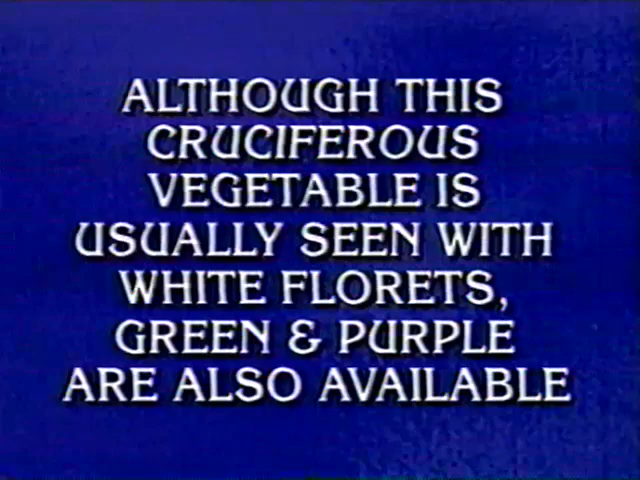 ALTHOUGH THIS
CRUCIFEROUS
VEGETABLE IS
USUALLY SEEN WITH
WHITE FLORETS,
GREEN & PURPLE
ARE ALSO AVAILABLE